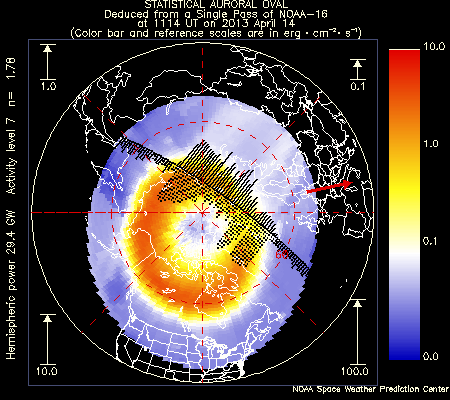 STATISTICAL AURORAL OVAL
Deduced from a Single Pass of NOAA-16
at 1114 UT on 2013 April 14
(Color bar and reference scales are in erg · cm⁻² · s⁻¹)
Hemispheric power 29.4 GW Activity level 7 n= 1.78
1.0
0.1
10.0
1.0
0.1
0.0
60
10.0
100.0
NOAA Space Weather Prediction Center